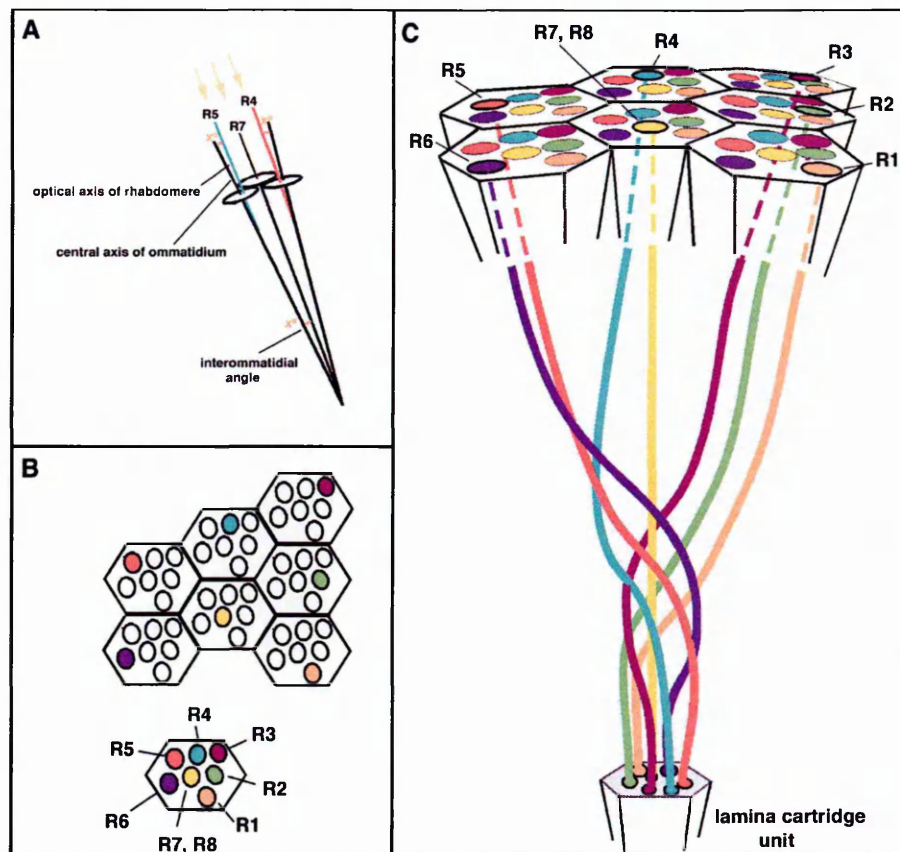 A
R5
R4
R7
x°
x°
optical axis of rhabdomere
central axis of ommatidium
x°
interommatidial
angle
B
R4
R5
R3
R2
R6
R1
R7, R8
C
R7, R8
R4
R3
R5
R2
R6
R1
lamina cartridge
unit